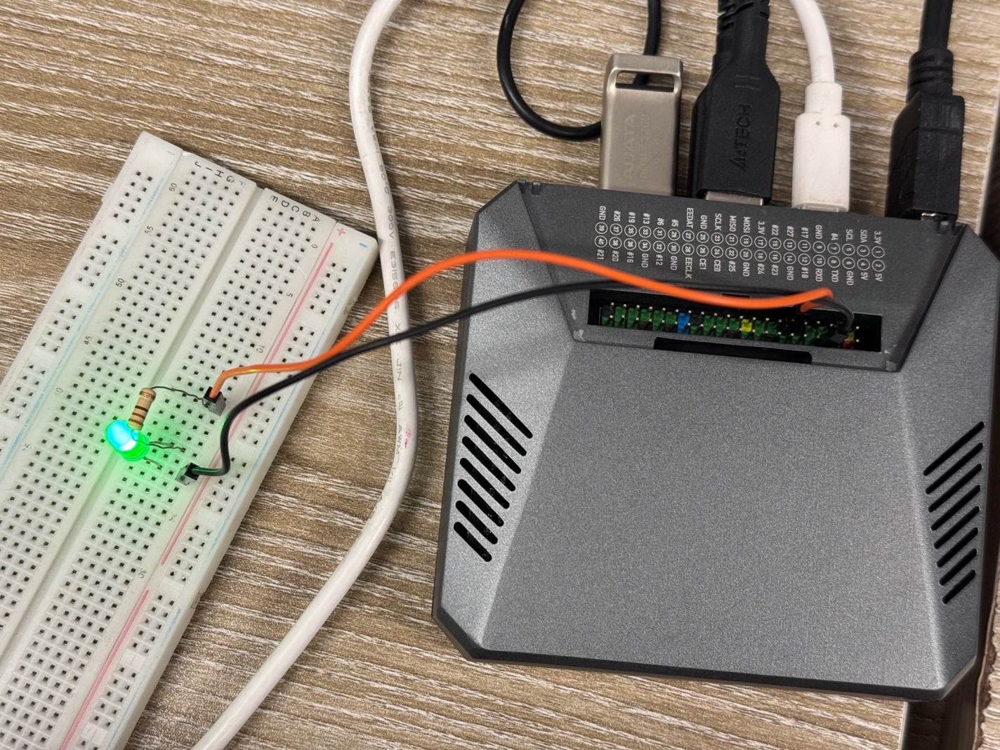 ADATA
A4TECH
3.3V 1 2 5V
SDA 3 4 5V
SCL 5 6 GND
#4 7 8 TXD
GND 9 10 RXD
#17 11 12 #18
#27 13 14 GND
#22 15 16 #23
3.3V 17 18 #24
MOSI 19 20 GND
MISO 21 22 #25
SCLK 23 24 CE0
GND 25 26 CE1
EEDAT 27 28 EECLK
#5 29 30 GND
#6 31 32 #12
#13 33 34 GND
#19 35 36 #16
#26 37 38 #20
GND 39 40 #21
J I H G F
E D C B A
+
-
60
55
50
45
5
10
30